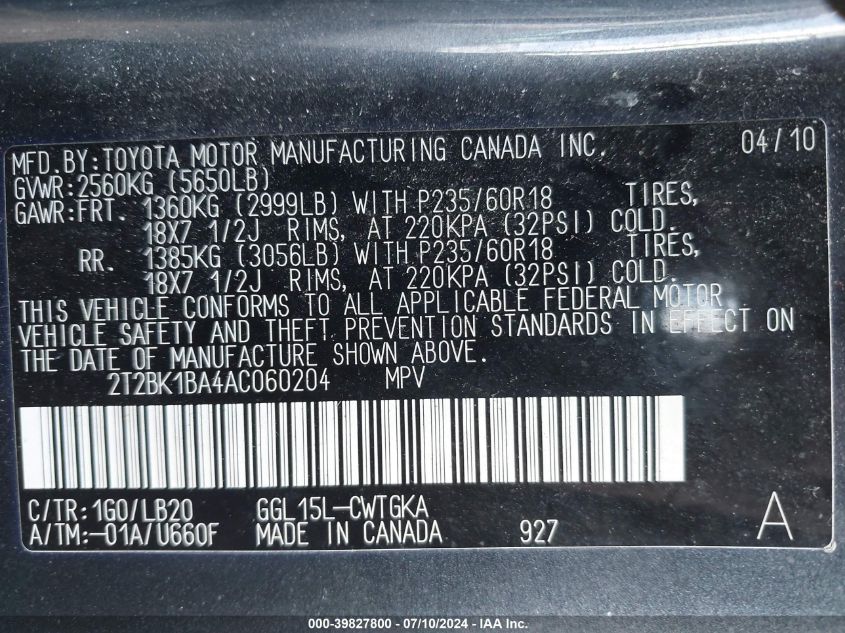 MFD. BY: TOYOTA MOTOR MANUFACTURING CANADA INC. 04/10
GVWR: 2560KG (5650LB)
GAWR: FRT. 1360KG (2999LB) WITH P235/60R18 TIRES,
18X7 1/2J RIMS, AT 220KPA (32PSI) COLD.
RR. 1385KG (3056LB) WITH P235/60R18 TIRES,
18X7 1/2J RIMS, AT 220KPA (32PSI) COLD.
THIS VEHICLE CONFORMS TO ALL APPLICABLE FEDERAL MOTOR
VEHICLE SAFETY AND THEFT PREVENTION STANDARDS IN EFFECT ON
THE DATE OF MANUFACTURE SHOWN ABOVE.
2T2BK1BA4AC060204 MPV
C/TR: 1G0/LB20 GGL15L-CWTGKA
A/TM: -01A/U660F MADE IN CANADA 927 A
000-39827800 - 07/10/2024 - IAA Inc.